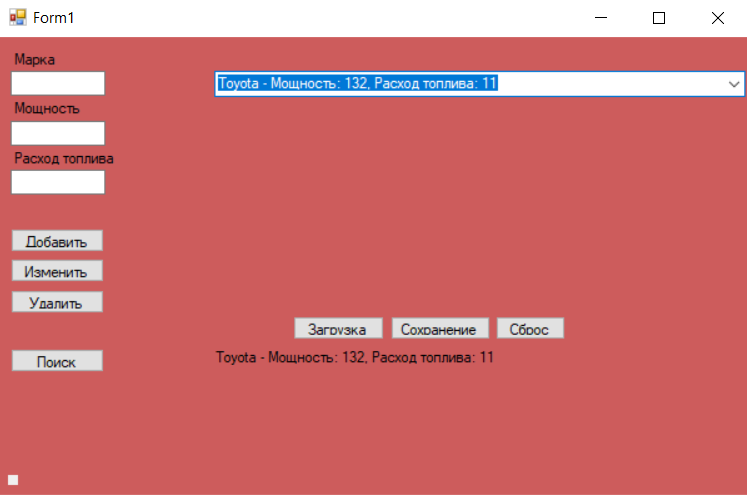 Form1
Марка
Toyota - Мощность: 132, Расход топлива: 11
Мощность
Расход топлива
Добавить
Изменить
Удалить
Загрузка Сохранение Сброс
Поиск
Toyota - Мощность: 132, Расход топлива: 11